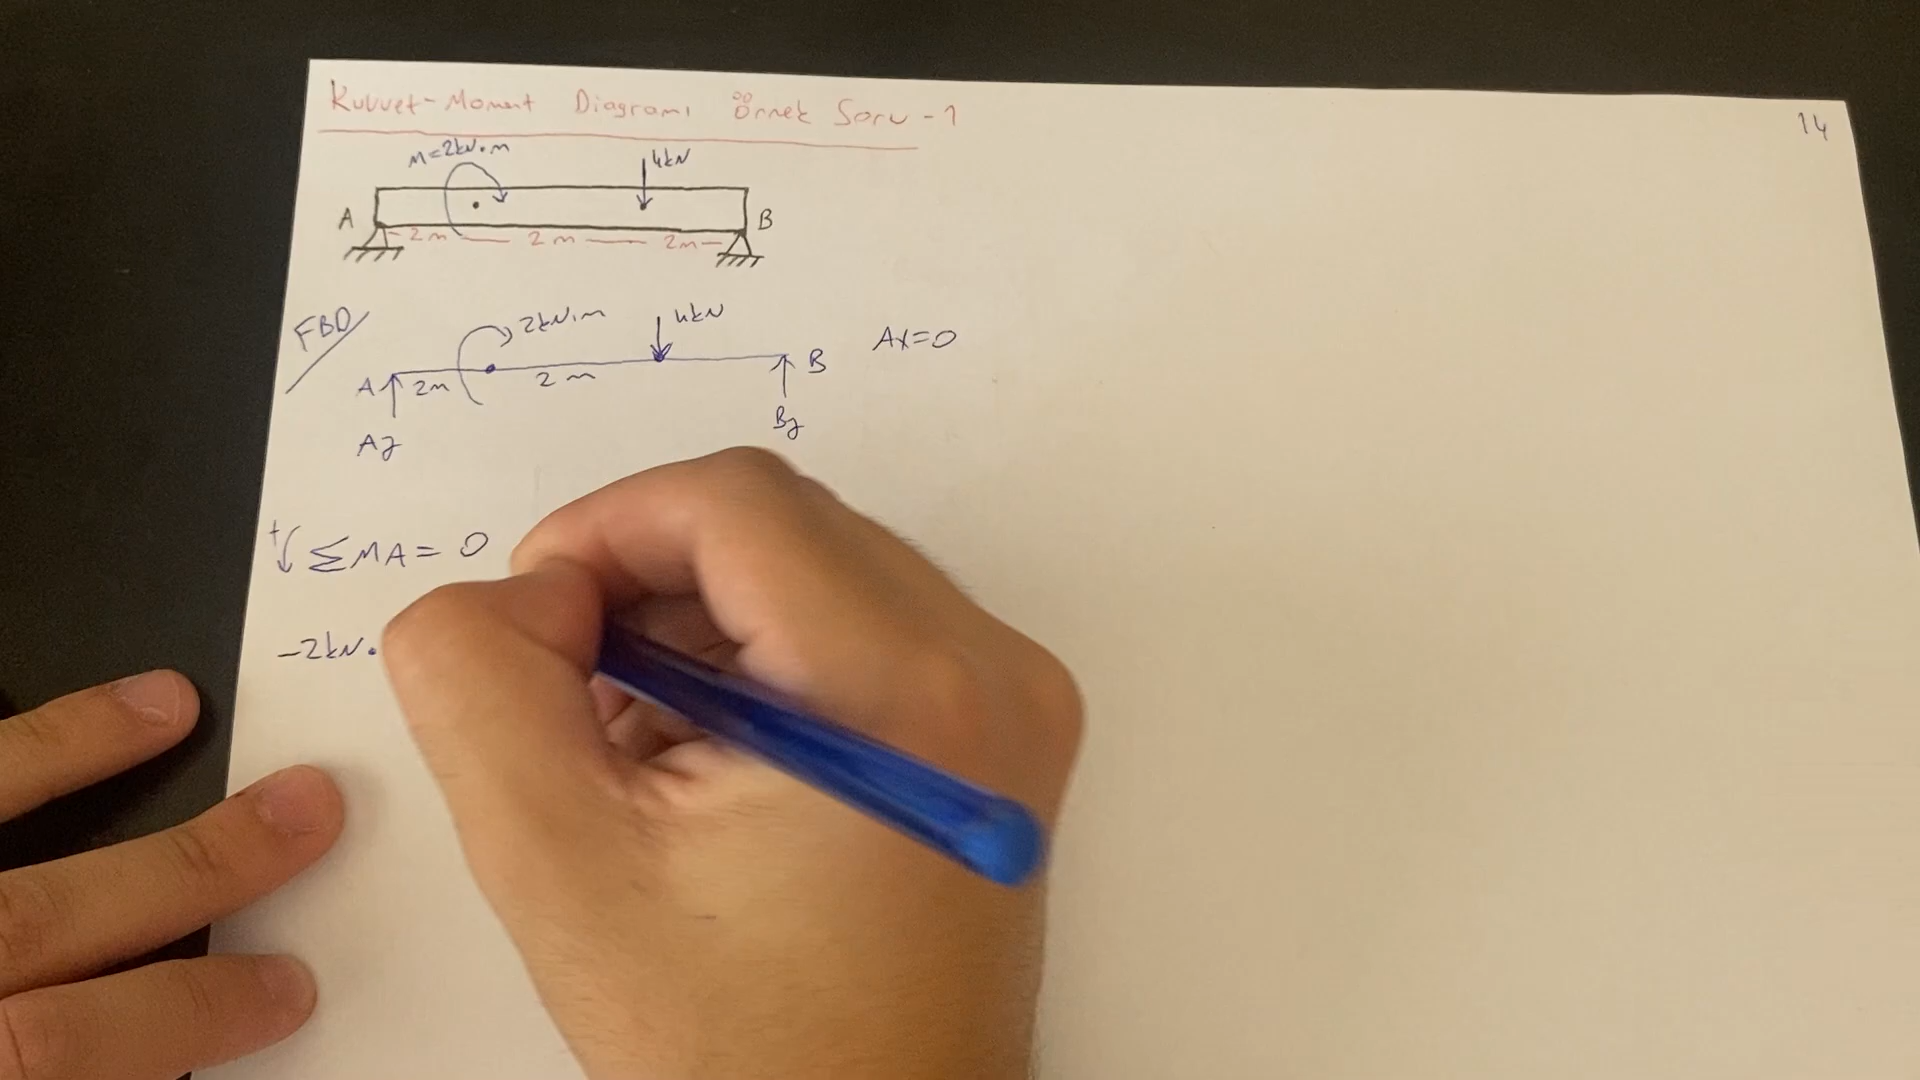 Kuvvet-Moment Diagramı Örnek Soru - 1
14
M=2kN.m
4kN
A
B
2m 2m 2m
FBD
2kN.m
4kN
Ax=0
A
2m
2m
B
Ay
By
+ ΣMA = 0
-2kN.